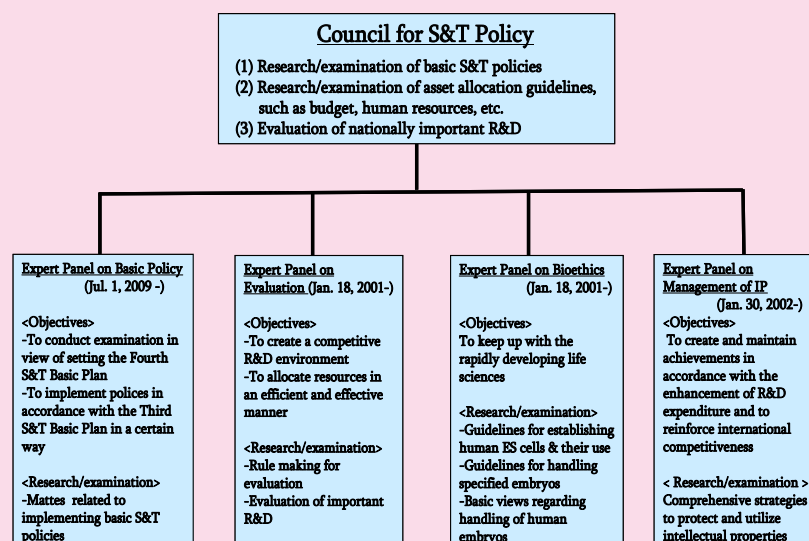 Council for S&T Policy
(1) Research/examination of basic S&T policies
(2) Research/examination of asset allocation guidelines,
such as budget, human resources, etc.
(3) Evaluation of nationally important R&D
Expert Panel on Basic Policy
(Jul. 1, 2009 -)
<Objectives>
-To conduct examination in
view of setting the Fourth
S&T Basic Plan
-To implement polices in
accordance with the Third
S&T Basic Plan in a certain
way
<Research/examination>
-Mattes related to
implementing basic S&T
policies
Expert Panel on
Evaluation (Jan. 18, 2001-)
<Objectives>
-To create a competitive
R&D environment
-To allocate resources in
an efficient and effective
manner
<Research/examination>
-Rule making for
evaluation
-Evaluation of important
R&D
Expert Panel on Bioethics
(Jan. 18, 2001-)
<Objectives>
To keep up with the
rapidly developing life
sciences
<Research/examination>
-Guidelines for establishing
human ES cells & their use
-Guidelines for handling
specified embryos
-Basic views regarding
handling of human
embryos
Expert Panel on
Management of IP
(Jan. 30, 2002-)
<Objectives>
To create and maintain
achievements in
accordance with the
enhancement of R&D
expenditure and to
reinforce international
competitiveness
< Research/examination >
Comprehensive strategies
to protect and utilize
intellectual properties